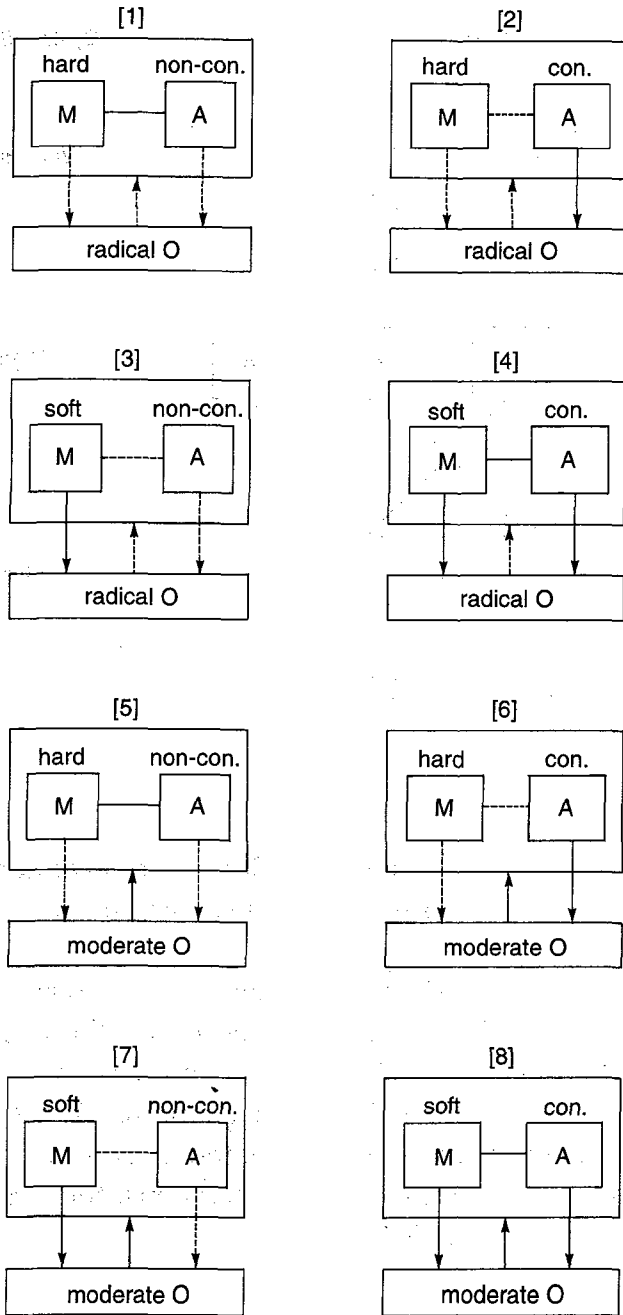 [1] [2]
hard non-con. hard con.
M A M A
radical O radical O
[3] [4]
soft non-con. soft con.
M A M A
radical O radical O
[5] [6]
hard non-con. hard con.
M A M A
moderate O moderate O
[7] [8]
soft non-con. soft con.
M A M A
moderate O moderate O